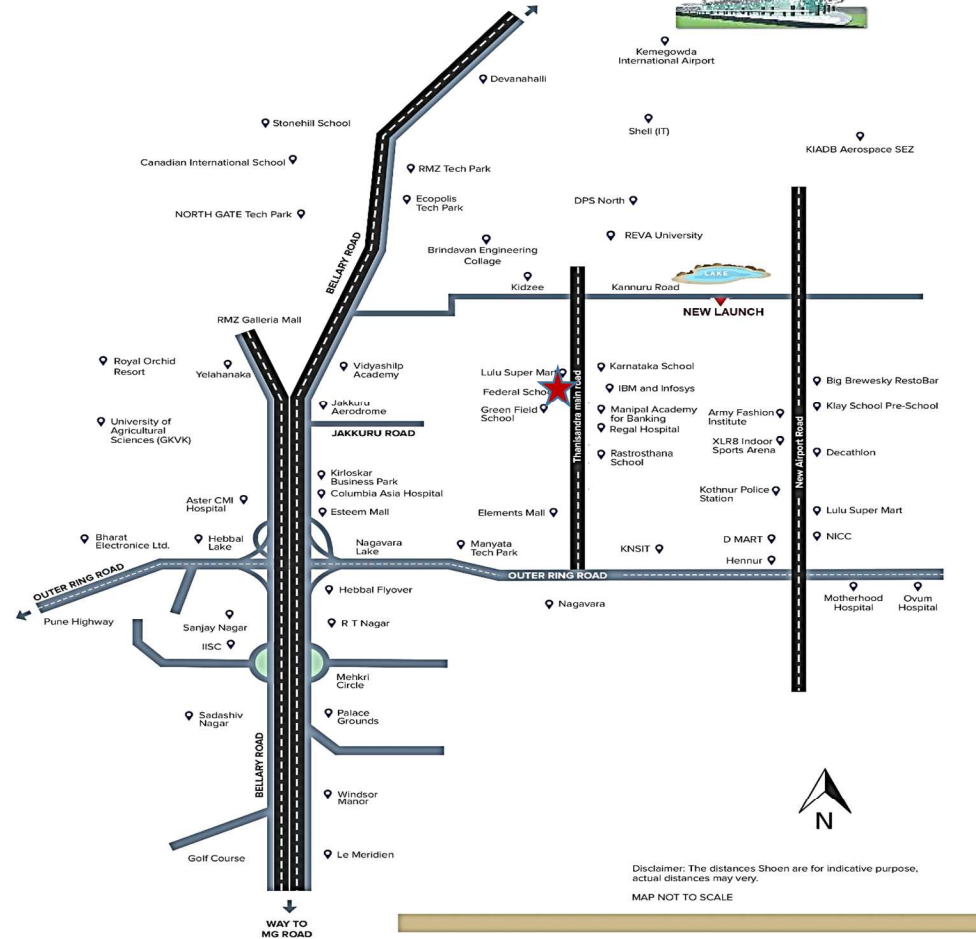 Kemegowda
International Airport
Devanahalli
Stonehill School
Shell (IT)
KIADB Aerospace SEZ
Canadian International School
RMZ Tech Park
Ecopolis
Tech Park
DPS North
NORTH GATE Tech Park
REVA University
BELLARY ROAD
Brindavan Engineering
Collage
LAKE
Kidzee
Kannuru Road
NEW LAUNCH
RMZ Galleria Mall
Royal Orchid
Resort
Yelahanaka
Vidyashilp
Academy
Lulu Super Mart
Karnataka School
Federal School
IBM and Infosys
Big Brewesky RestoBar
Green Field
School
Thanisandra main road
Manipal Academy
for Banking
Regal Hospital
Army Fashion
Institute
Klay School Pre-School
Jakkuru
Aerodrome
JAKKURU ROAD
University of
Agricultural
Sciences (GKVK)
XLR8 Indoor
Sports Arena
New Airport Road
Decathlon
Rastrosthana
School
Kirloskar
Business Park
Columbia Asia Hospital
Kothnur Police
Station
Aster CMI
Hospital
Esteem Mall
Elements Mall
Lulu Super Mart
Bharat
Electronice Ltd.
Hebbal
Lake
Nagavara
Lake
Manyata
Tech Park
KNSIT
D MART
NICC
Hennur
OUTER RING ROAD
OUTER RING ROAD
Hebbal Flyover
Nagavara
Motherhood
Hospital
Ovum
Hospital
Pune Highway
Sanjay Nagar
R T Nagar
IISC
Mehkri
Circle
Sadashiv
Nagar
Palace
Grounds
BELLARY ROAD
Windsor
Manor
N
Golf Course
Le Meridien
Disclaimer: The distances Shoen are for indicative purpose,
actual distances may very.
MAP NOT TO SCALE
WAY TO
MG ROAD